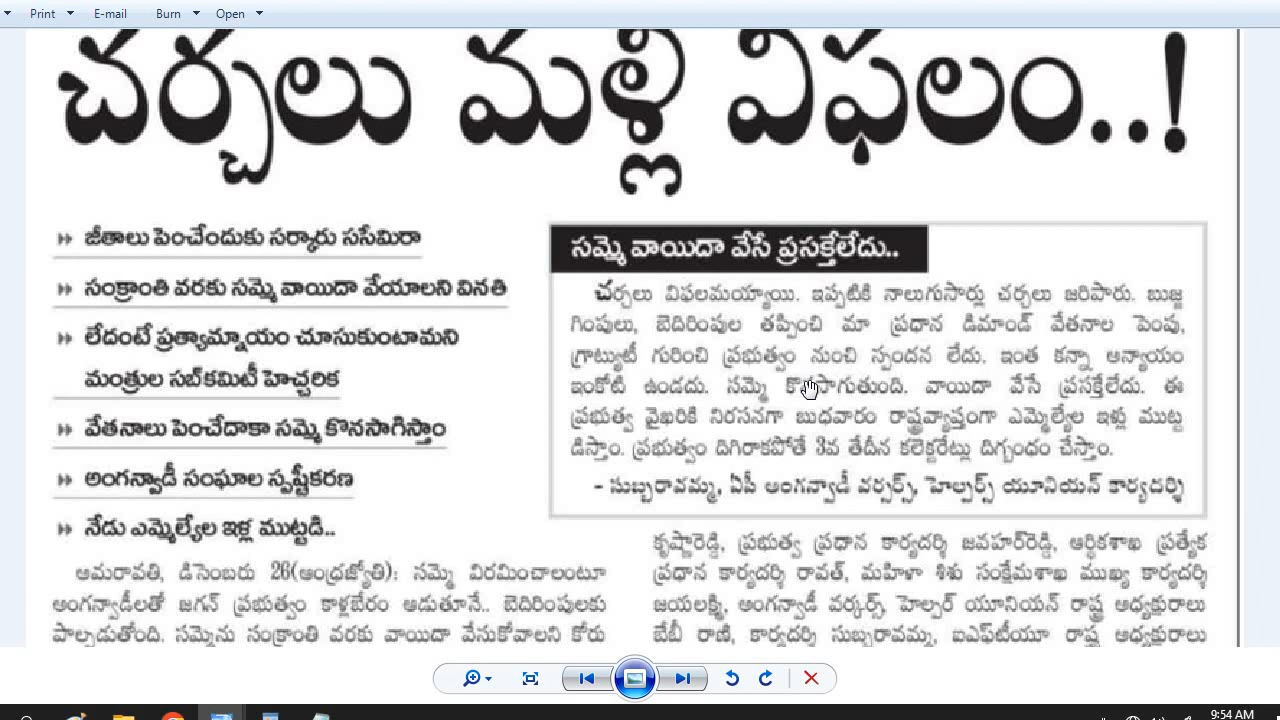 Print
E-mail
Burn
Open
చర్చలు మళ్లీ విఫలం..!
జీతాలు పెంచేందుకు సర్కారు ససేమిరా
సంక్రాంతి వరకు సమ్మె వాయిదా వేయాలని వినతి
లేదంటే ప్రత్యామ్నాయం చూసుకుంటామని
మంత్రుల సబ్‌కమిటీ హెచ్చరిక
వేతనాలు పెంచేదాకా సమ్మె కొనసాగిస్తాం
అంగన్వాడీ సంఘాల స్పష్టీకరణ
నేడు ఎమ్మెల్యేల ఇళ్ల ముట్టడి..
అమరావతి, డిసెంబరు 26(ఆంధ్రజ్యోతి): సమ్మె విరమించాలంటూ
అంగన్వాడీలతో జగన్ ప్రభుత్వం కాళ్లబేరం ఆడుతూనే.. బెదిరింపులకు
పాల్పడుతోంది. సమ్మెను సంక్రాంతి వరకు వాయిదా వేసుకోవాలని కోరు
సమ్మె వాయిదా వేసే ప్రసక్తేలేదు..
చర్చలు విఫలమయ్యాయి. ఇప్పటికి నాలుగుసార్లు చర్చలు జరిపారు. బుజ్జ
గింపులు, బెదిరింపుల తప్పించి మా ప్రధాన డిమాండ్ వేతనాల పెంపు,
గ్రాట్యుటీ గురించి ప్రభుత్వం నుంచి స్పందన లేదు. ఇంత కన్నా అన్యాయం
ఇంకోటి ఉండదు. సమ్మె కొనసాగుతుంది. వాయిదా వేసే ప్రసక్తేలేదు. ఈ
ప్రభుత్వ వైఖరికి నిరసనగా బుధవారం రాష్ట్రవ్యాప్తంగా ఎమ్మెల్యేల ఇళ్లు ముట్ట
డిస్తాం. ప్రభుత్వం దిగిరాకపోతే 3వ తేదీన కలెక్టరేట్లు దిగ్బంధం చేస్తాం.
- సుబ్బరావమ్మ, ఏపీ అంగన్వాడీ వర్కర్స్, హెల్పర్స్ యూనియన్ కార్యదర్శి
కృష్ణారెడ్డి, ప్రభుత్వ ప్రధాన కార్యదర్శి జవహర్‌రెడ్డి, ఆర్థికశాఖ ప్రత్యేక
ప్రధాన కార్యదర్శి రావత్, మహిళా శిశు సంక్షేమశాఖ ముఖ్య కార్యదర్శి
జయలక్ష్మి, అంగన్వాడీ వర్కర్స్, హెల్పర్ యూనియన్ రాష్ట్ర అధ్యక్షురాలు
బేబీ రాణి, కార్యదర్శి సుబ్బరావమ్మ, ఐఎఫ్‌టీయూ రాష్ట్ర అధ్యక్షురాలు
9:54 AM